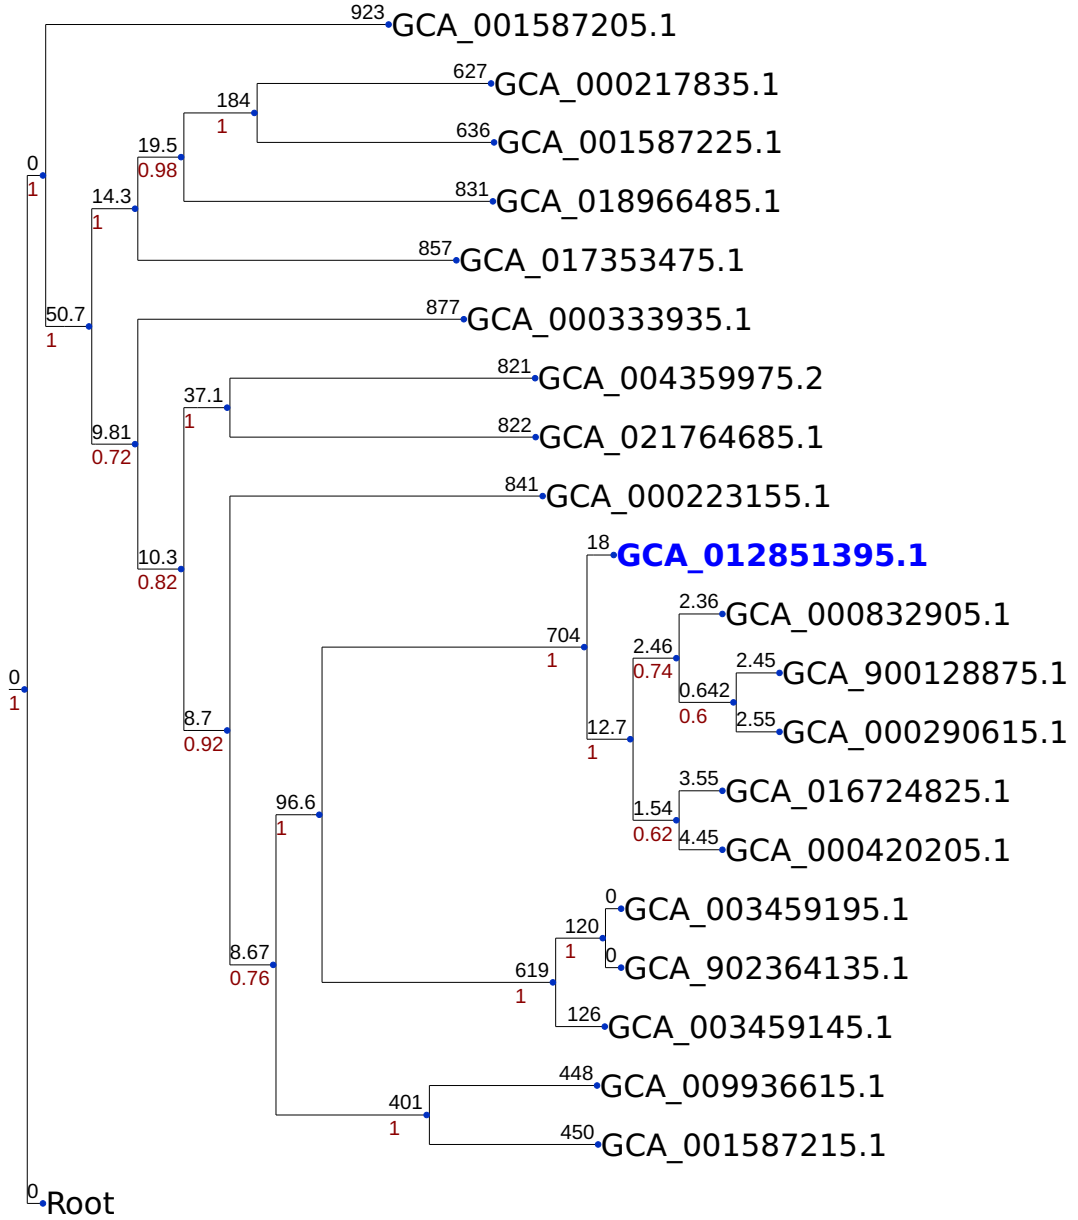 923 GCA_001587205.1
627 GCA_000217835.1
184
1
636 GCA_001587225.1
19.5
0.98
0
1
831 GCA_018966485.1
14.3
1
857 GCA_017353475.1
50.7
1
877 GCA_000333935.1
821 GCA_004359975.2
37.1
1
9.81
0.72
822 GCA_021764685.1
841 GCA_000223155.1
18 GCA_012851395.1
10.3
0.82
2.36 GCA_000832905.1
704
1
2.46
0.74
2.45 GCA_900128875.1
0
1
0.642
0.6
8.7
0.92
12.7
1
2.55 GCA_000290615.1
3.55 GCA_016724825.1
96.6
1
1.54
0.62
4.45 GCA_000420205.1
0 GCA_003459195.1
120
1
8.67
0.76
0 GCA_902364135.1
619
1
126 GCA_003459145.1
448 GCA_009936615.1
401
1
450 GCA_001587215.1
0 Root